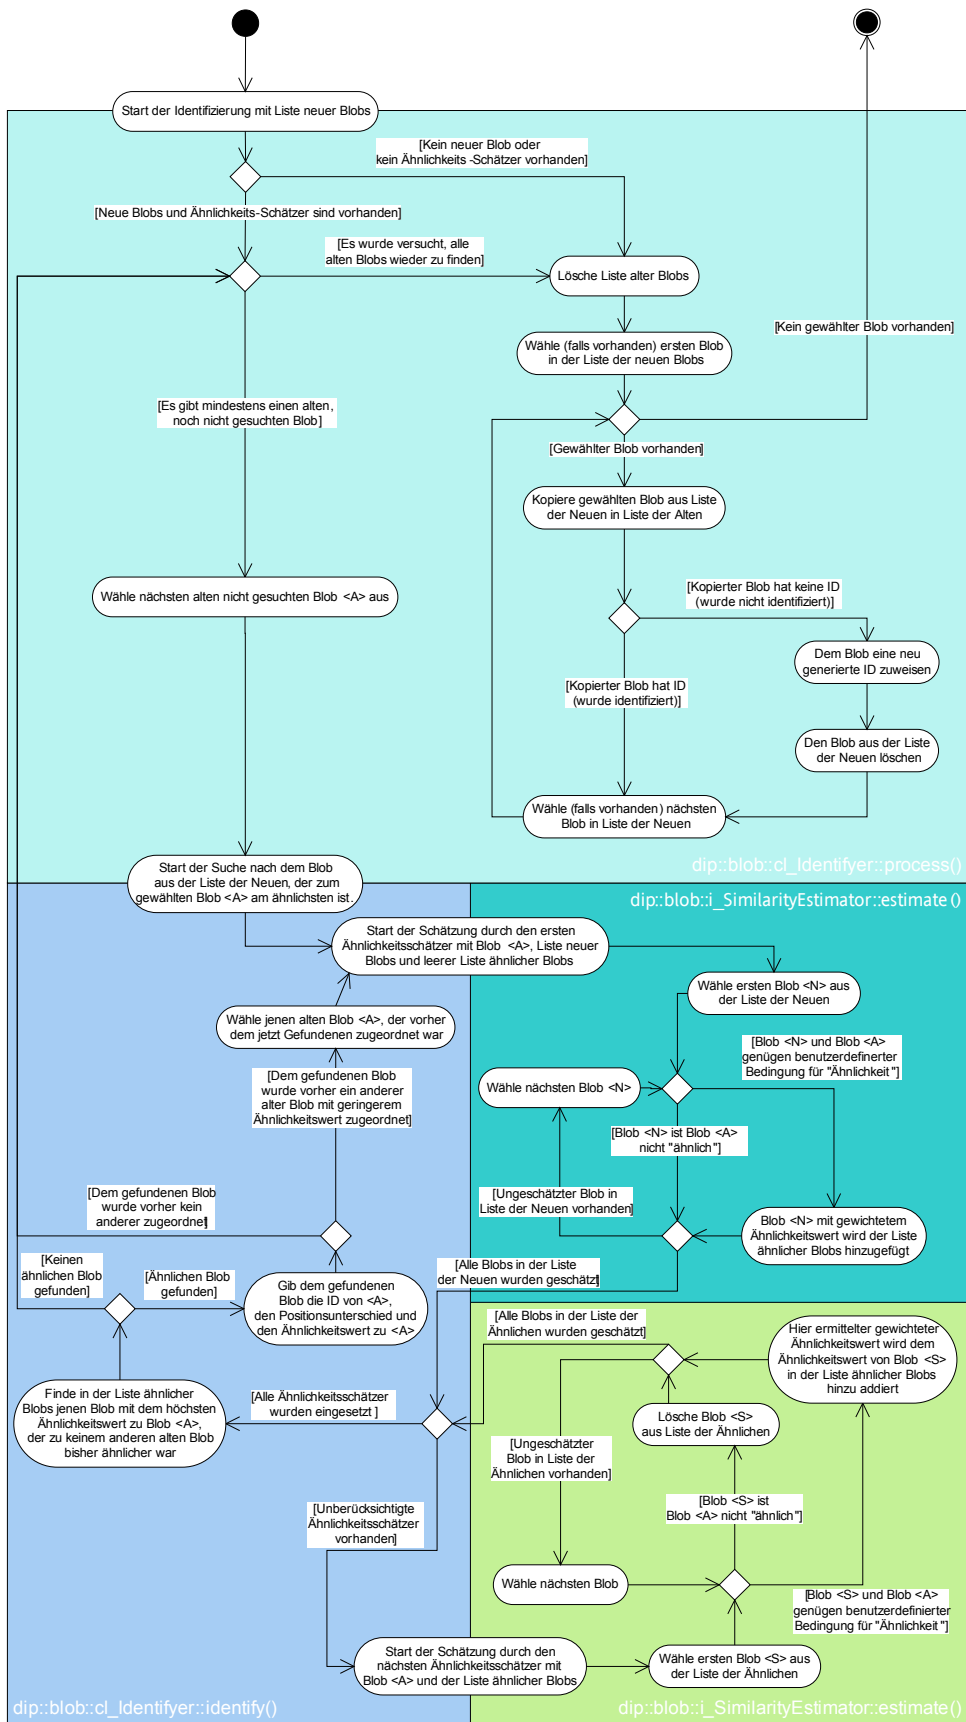 Start der Identifizierung mit Liste neuer Blobs
[Kein neuer Blob oder
kein Ähnlichkeits -Schätzer vorhanden]
[Neue Blobs und Ähnlichkeits-Schätzer sind vorhanden]
[Es wurde versucht, alle
alten Blobs wieder zu finden]
Lösche Liste alter Blobs
[Kein gewählter Blob vorhanden]
Wähle (falls vorhanden) ersten Blob
in der Liste der neuen Blobs
[Es gibt mindestens einen alten,
noch nicht gesuchten Blob]
[Gewählter Blob vorhanden]
Kopiere gewählten Blob aus Liste
der Neuen in Liste der Alten
Wähle nächsten alten nicht gesuchten Blob <A> aus
[Kopierter Blob hat keine ID
(wurde nicht identifiziert)]
Dem Blob eine neu
generierte ID zuweisen
[Kopierter Blob hat ID
(wurde identifiziert)]
Den Blob aus der Liste
der Neuen löschen
Wähle (falls vorhanden) nächsten
Blob in Liste der Neuen
dip::blob::cl_Identifyer::process()
Start der Suche nach dem Blob
aus der Liste der Neuen, der zum
gewählten Blob <A> am ähnlichsten ist.
dip::blob::i_SimilarityEstimator::estimate()
Start der Schätzung durch den ersten
Ähnlichkeitsschätzer mit Blob <A>, Liste neuer
Blobs und leerer Liste ähnlicher Blobs
Wähle ersten Blob <N> aus
der Liste der Neuen
Wähle jenen alten Blob <A>, der vorher
dem jetzt Gefundenen zugeordnet war
[Blob <N> und Blob <A>
genügen benutzerdefinerter
Bedingung für "Ähnlichkeit"]
[Dem gefundenen Blob
wurde vorher ein anderer
alter Blob mit geringerem
Ähnlichkeitswert zugeordnet]
Wähle nächsten Blob <N>
[Blob <N> ist Blob <A>
nicht "ähnlich"]
[Dem gefundenen Blob
wurde vorher kein
anderer zugeordnet]
[Ungeschätzter Blob in
Liste der Neuen vorhanden]
Blob <N> mit gewichtetem
Ähnlichkeitswert wird der Liste
ähnlicher Blobs hinzugefügt
[Keinen
ähnlichen Blob
gefunden]
[Ähnlichen Blob
gefunden]
Gib dem gefundenen
Blob die ID von <A>,
den Positionsunterschied und
den Ähnlichkeitswert zu <A>
[Alle Blobs in der Liste
der Neuen wurden geschätzt]
[Alle Blobs in der Liste der
Ähnlichen wurden geschätzt]
Hier ermittelter gewichteter
Ähnlichkeitswert wird dem
Ähnlichkeitswert von Blob <S>
in der Liste ähnlicher Blobs
hinzu addiert
Finde in der Liste ähnlicher
Blobs jenen Blob mit dem höchsten
Ähnlichkeitswert zu Blob <A>,
der zu keinem anderen alten Blob
bisher ähnlicher war
[Alle Ähnlichkeitsschätzer
wurden eingesetzt ]
Lösche Blob <S>
aus Liste der Ähnlichen
[Ungeschätzter
Blob in Liste der
Ähnlichen vorhanden]
[Blob <S> ist
Blob <A> nicht "ähnlich"]
[Unberücksichtigte
Ähnlichkeitsschätzer
vorhanden]
Wähle nächsten Blob
[Blob <S> und Blob <A>
genügen benutzerdefinierter
Bedingung für "Ähnlichkeit"]
Start der Schätzung durch den
nächsten Ähnlichkeitsschätzer mit
Blob <A> und der Liste ähnlicher Blobs
Wähle ersten Blob <S> aus
der Liste der Ähnlichen
dip::blob::cl_Identifyer::identify()
dip::blob::i_SimilarityEstimator::estimate()